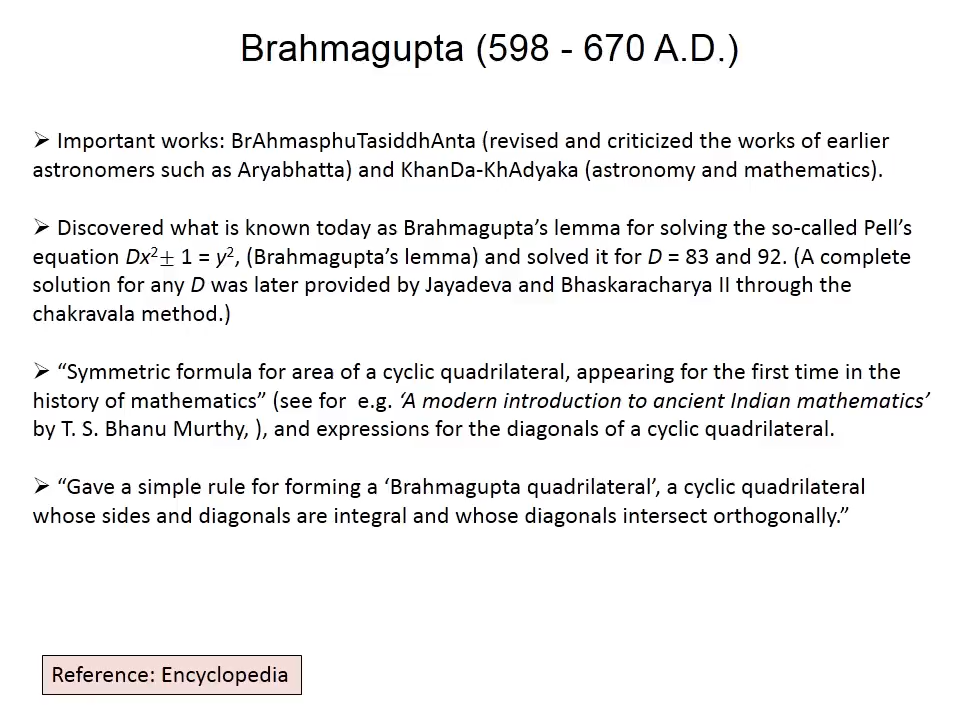 Brahmagupta (598 - 670 A.D.)
➢ Important works: BrAhmasphuTasiddhAnta (revised and criticized the works of earlier
astronomers such as Aryabhatta) and KhanDa-KhAdyaka (astronomy and mathematics).
➢ Discovered what is known today as Brahmagupta’s lemma for solving the so-called Pell’s
equation Dx²± 1 = y², (Brahmagupta’s lemma) and solved it for D = 83 and 92. (A complete
solution for any D was later provided by Jayadeva and Bhaskaracharya II through the
chakravala method.)
➢ “Symmetric formula for area of a cyclic quadrilateral, appearing for the first time in the
history of mathematics” (see for e.g. ‘A modern introduction to ancient Indian mathematics’
by T. S. Bhanu Murthy, ), and expressions for the diagonals of a cyclic quadrilateral.
➢ “Gave a simple rule for forming a ‘Brahmagupta quadrilateral’, a cyclic quadrilateral
whose sides and diagonals are integral and whose diagonals intersect orthogonally.”
Reference: Encyclopedia